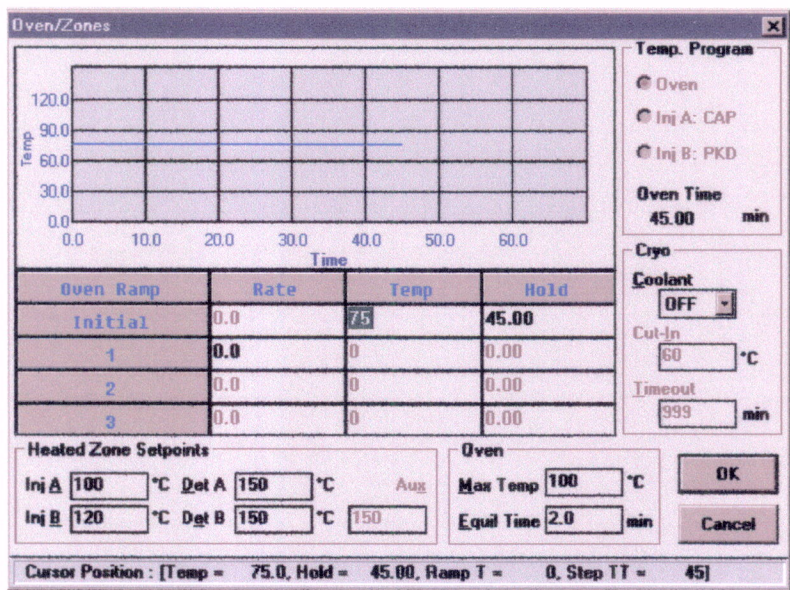 Oven/Zones
Temp. Program
Oven
Inj A: CAP
Inj B: PKD
Oven Time
45.00 min
Temp
120.0
90.0
60.0
30.0
0.0
0.0 10.0 20.0 30.0 40.0 50.0 60.0
Time
Cryo
Coolant
OFF
Cut-In
60 °C
Timeout
999 min
Oven Ramp Rate Temp Hold
Initial 0.0 75 45.00
1 0.0 0 0.00
2 0.0 0 0.00
3 0.0 0 0.00
Heated Zone Setpoints
Inj A 100 °C Det A 150 °C Aux
Inj B 120 °C Det B 150 °C 150
Oven
Max Temp 100 °C
Equil Time 2.0 min
OK
Cancel
Cursor Position : [Temp = 75.0, Hold = 45.00, Ramp T = 0, Step TT = 45]